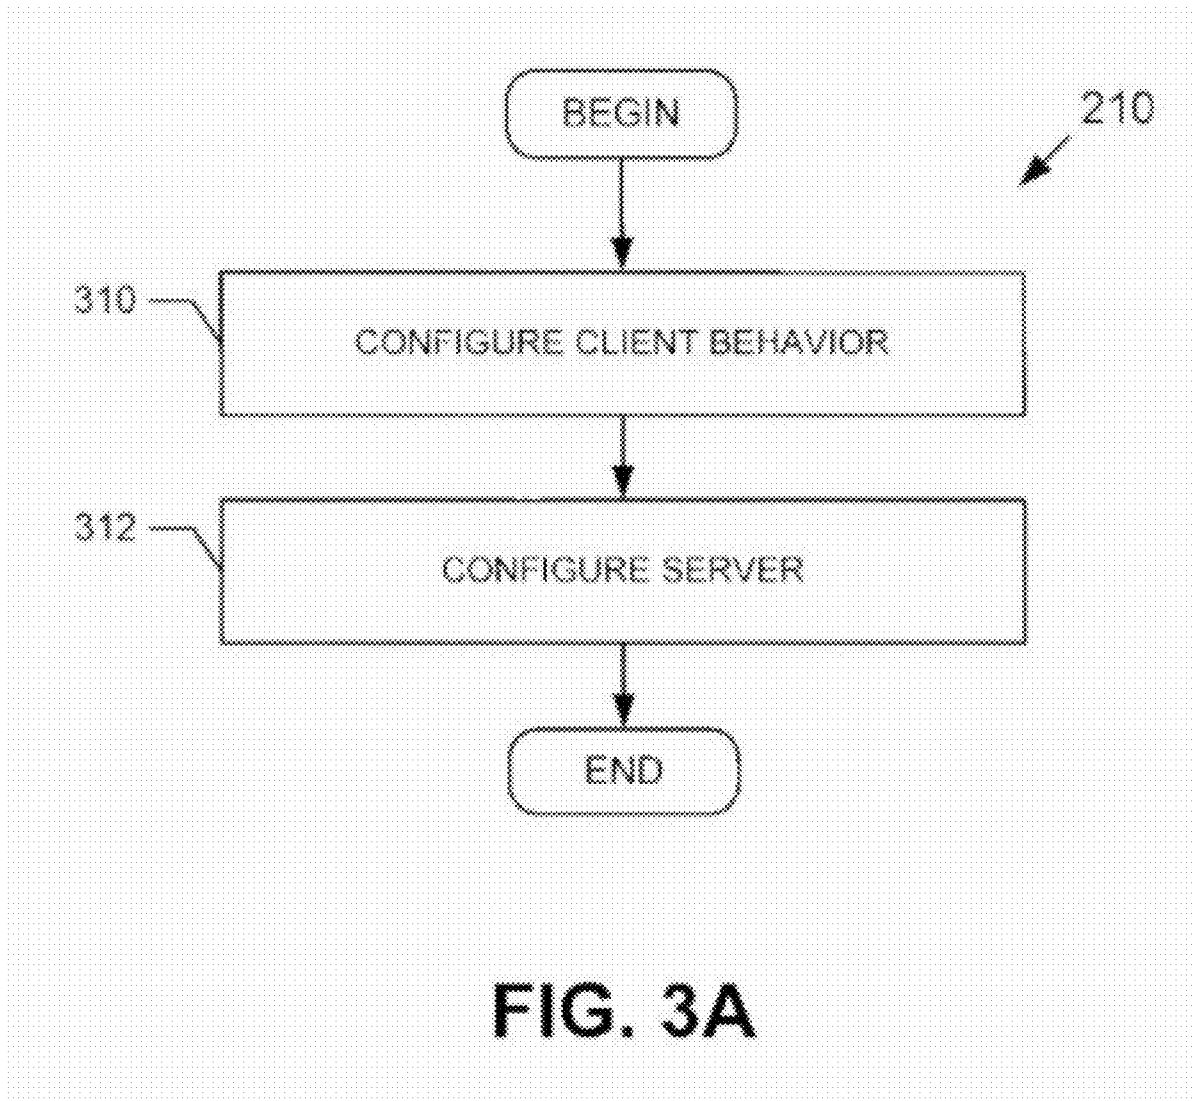 BEGIN
210
310
CONFIGURE CLIENT BEHAVIOR
312
CONFIGURE SERVER
END
FIG. 3A